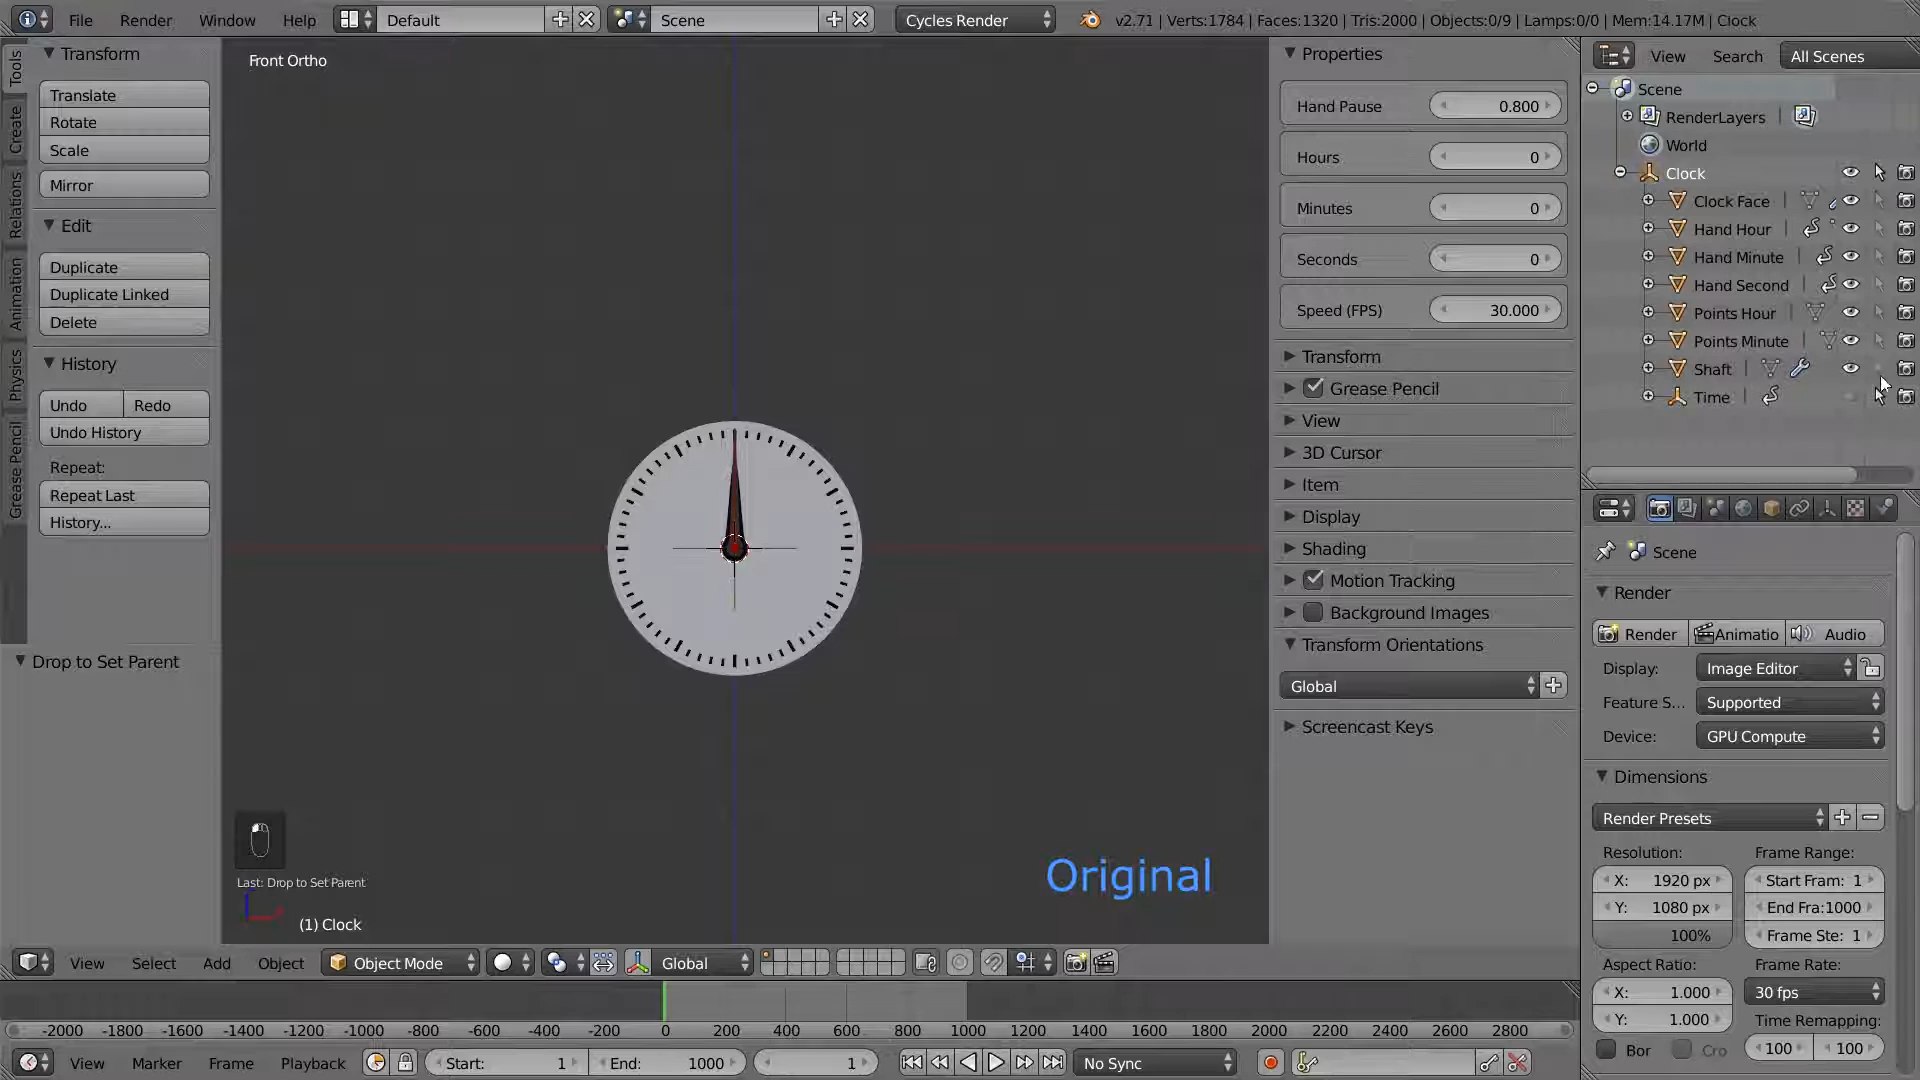 File Render Window Help Default Scene Cycles Render v2.71 | Verts:1784 | Faces:1320 | Tris:2000 | Objects:0/9 | Lamps:0/0 | Mem:14.17M | Clock
Tools
Create
Relations
Animation
Physics
Grease Pencil
Transform
Translate
Rotate
Scale
Mirror
Edit
Duplicate
Duplicate Linked
Delete
History
Undo Redo
Undo History
Repeat:
Repeat Last
History...
Drop to Set Parent
Front Ortho
Original
Last: Drop to Set Parent
(1) Clock
Properties
Hand Pause 0.800
Hours 0
Minutes 0
Seconds 0
Speed (FPS) 30.000
Transform
Grease Pencil
View
3D Cursor
Item
Display
Shading
Motion Tracking
Background Images
Transform Orientations
Global
Screencast Keys
View Search All Scenes
Scene
RenderLayers |
World
Clock
Clock Face |
Hand Hour |
Hand Minute |
Hand Second |
Points Hour |
Points Minute |
Shaft |
Time |
Scene
Render
Render Animatio Audio
Display: Image Editor
Feature S... Supported
Device: GPU Compute
Dimensions
Render Presets
Resolution: Frame Range:
X: 1920 px Start Fram: 1
Y: 1080 px End Fra:1000
100% Frame Ste: 1
Aspect Ratio: Frame Rate:
X: 1.000 30 fps
Y: 1.000 Time Remapping:
Bor Cro 100 100
View Select Add Object Object Mode Global
-2000 -1800 -1600 -1400 -1200 -1000 -800 -600 -400 -200 0 200 400 600 800 1000 1200 1400 1600 1800 2000 2200 2400 2600 2800
View Marker Frame Playback Start: 1 End: 1000 1 No Sync